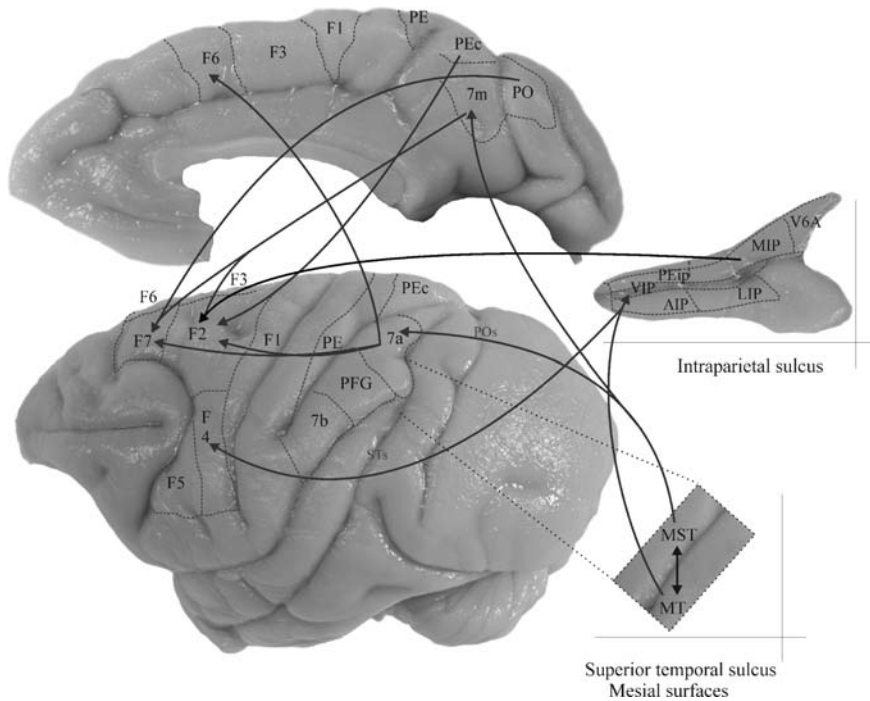 PE
F1
F3
F6
PEc
7m
PO
V6A
MIP
PEip
VIP
LIP
AIP
Intraparietal sulcus
F6
F3
PEc
F7
F2
F1
PE
7a
POs
PFG
7b
F
4
STs
F5
MST
MT
Superior temporal sulcus
Mesial surfaces